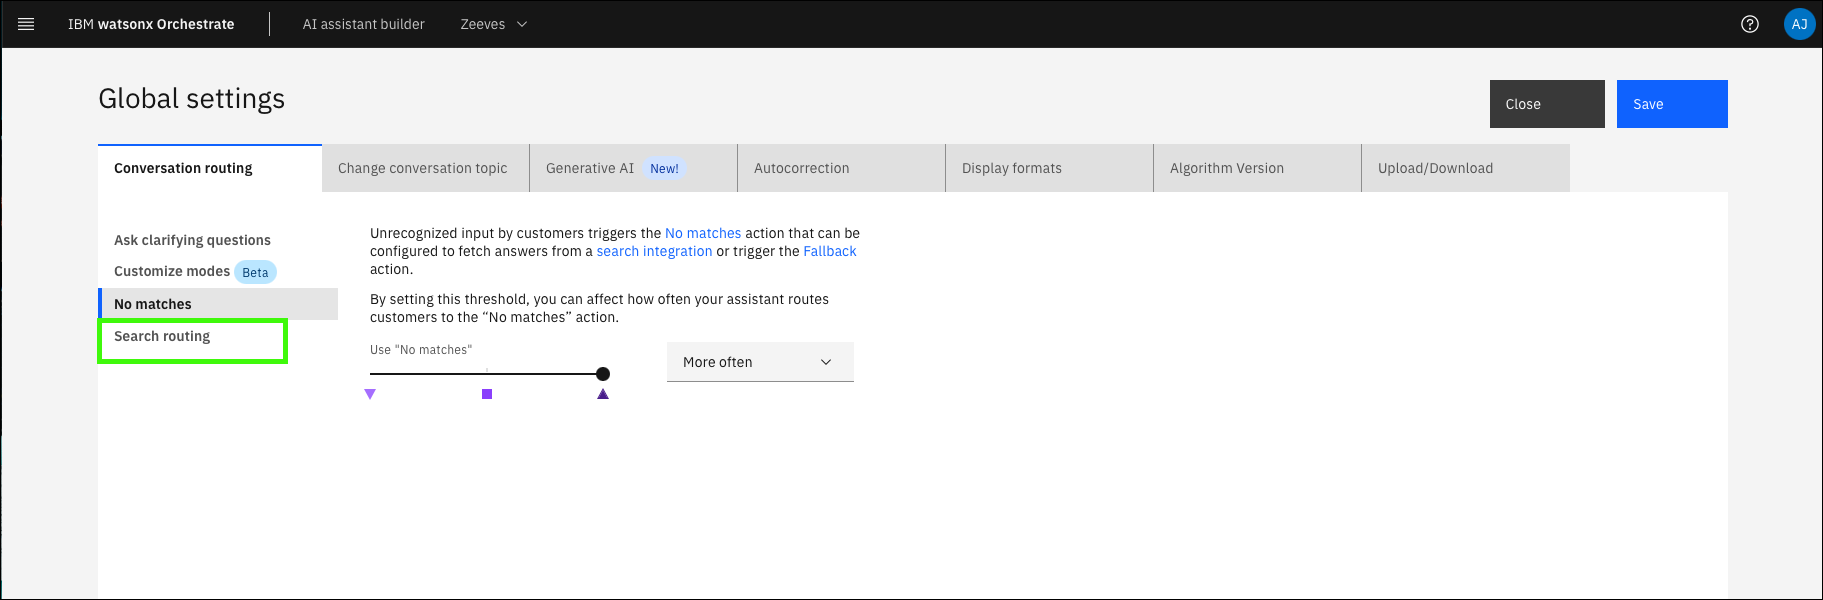 IBM watsonx Orchestrate AI assistant builder Zeeves AJ
Global settings
Close Save
Conversation routing Change conversation topic Generative AI New! Autocorrection Display formats Algorithm Version Upload/Download
Ask clarifying questions
Customize modes Beta
No matches
Search routing
Unrecognized input by customers triggers the No matches action that can be
configured to fetch answers from a search integration or trigger the Fallback
action.
By setting this threshold, you can affect how often your assistant routes
customers to the “No matches” action.
Use "No matches"
More often